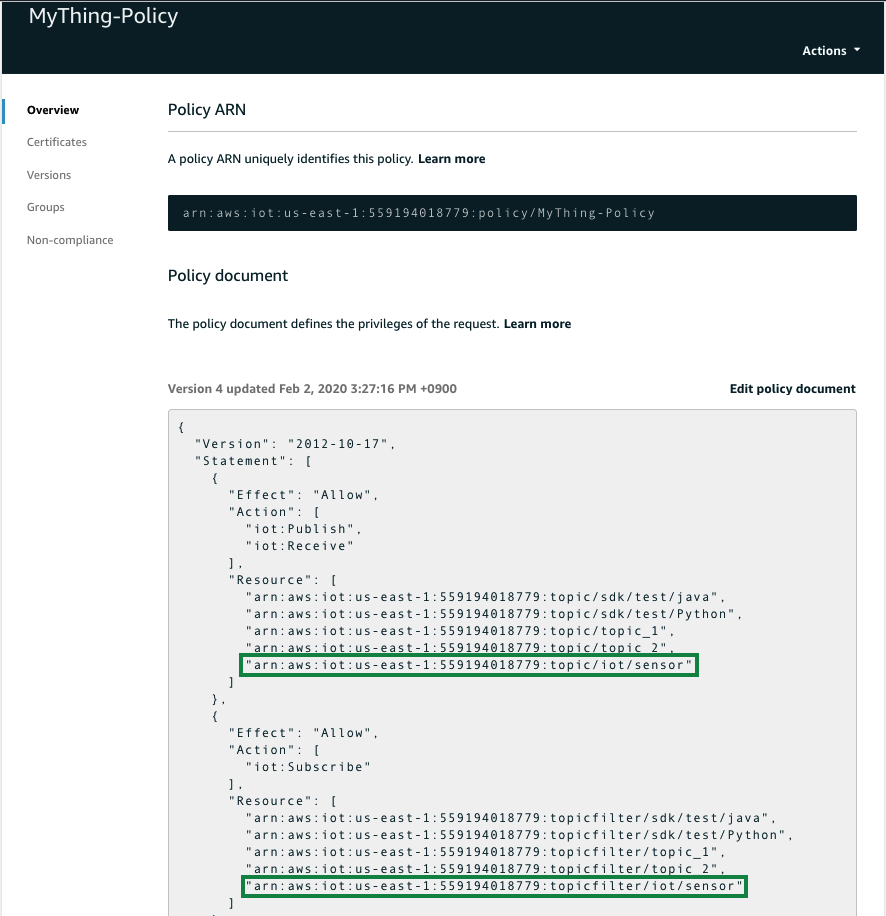 MyThing-Policy
Actions
Overview
Certificates
Versions
Groups
Non-compliance
Policy ARN
A policy ARN uniquely identifies this policy. Learn more
arn:aws:iot:us-east-1:559194018779:policy/MyThing-Policy
Policy document
The policy document defines the privileges of the request. Learn more
Version 4 updated Feb 2, 2020 3:27:16 PM +0900
Edit policy document
{
"Version": "2012-10-17",
"Statement": [
{
"Effect": "Allow",
"Action": [
"iot:Publish",
"iot:Receive"
],
"Resource": [
"arn:aws:iot:us-east-1:559194018779:topic/sdk/test/java",
"arn:aws:iot:us-east-1:559194018779:topic/sdk/test/Python",
"arn:aws:iot:us-east-1:559194018779:topic/topic_1",
"arn:aws:iot:us-east-1:559194018779:topic/topic_2",
"arn:aws:iot:us-east-1:559194018779:topic/iot/sensor"
]
},
{
"Effect": "Allow",
"Action": [
"iot:Subscribe"
],
"Resource": [
"arn:aws:iot:us-east-1:559194018779:topicfilter/sdk/test/java",
"arn:aws:iot:us-east-1:559194018779:topicfilter/sdk/test/Python",
"arn:aws:iot:us-east-1:559194018779:topicfilter/topic_1",
"arn:aws:iot:us-east-1:559194018779:topicfilter/topic_2",
"arn:aws:iot:us-east-1:559194018779:topicfilter/iot/sensor"
]